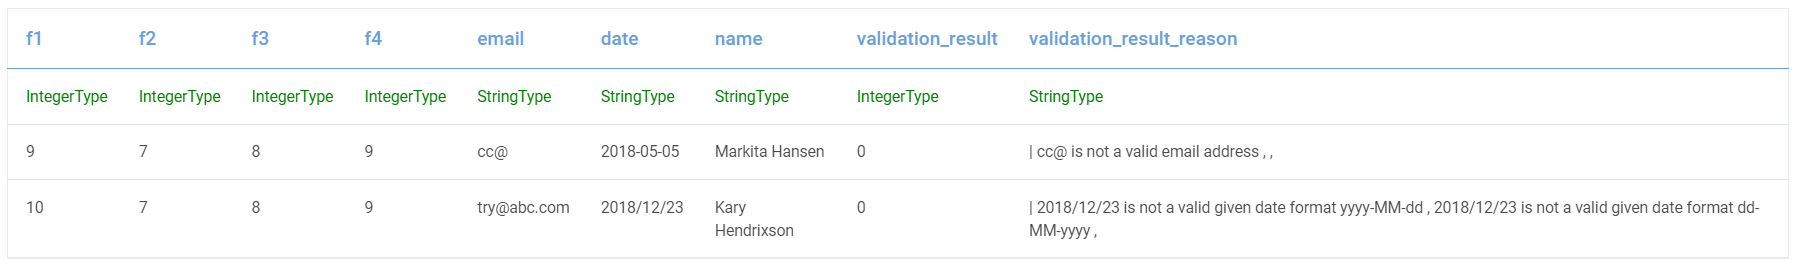 f1 f2 f3 f4 email date name validation_result validation_result_reason
IntegerType IntegerType IntegerType IntegerType StringType StringType StringType IntegerType StringType
9 7 8 9 cc@ 2018-05-05 Markita Hansen 0 | cc@ is not a valid email address , ,
10 7 8 9 try@abc.com 2018/12/23 Kary 0 | 2018/12/23 is not a valid given date format yyyy-MM-dd , 2018/12/23 is not a valid given date format dd-
Hendrixson MM-yyyy ,